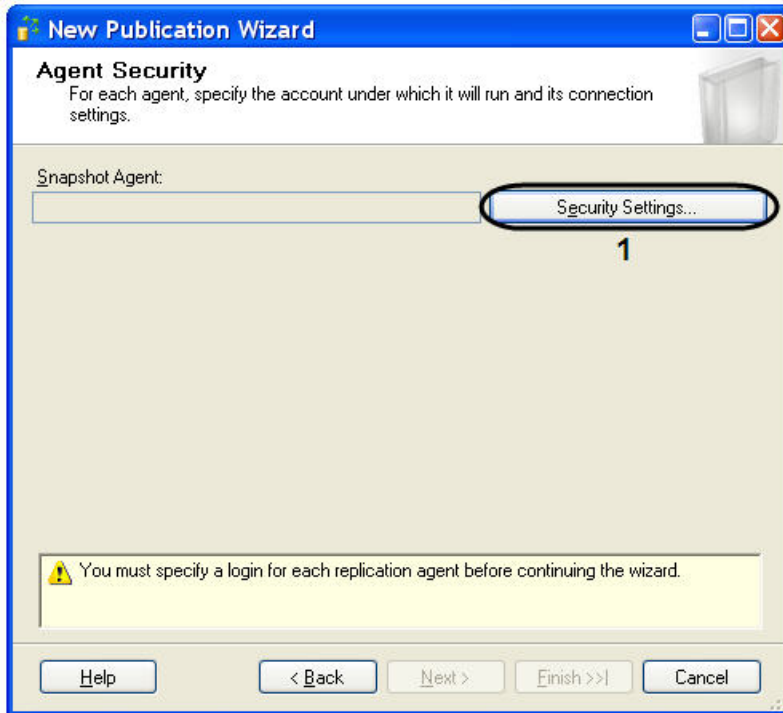 New Publication Wizard
Agent Security
For each agent, specify the account under which it will run and its connection
settings.
Snapshot Agent:
Security Settings...
1
You must specify a login for each replication agent before continuing the wizard.
Help
< Back
Next >
Finish >>|
Cancel